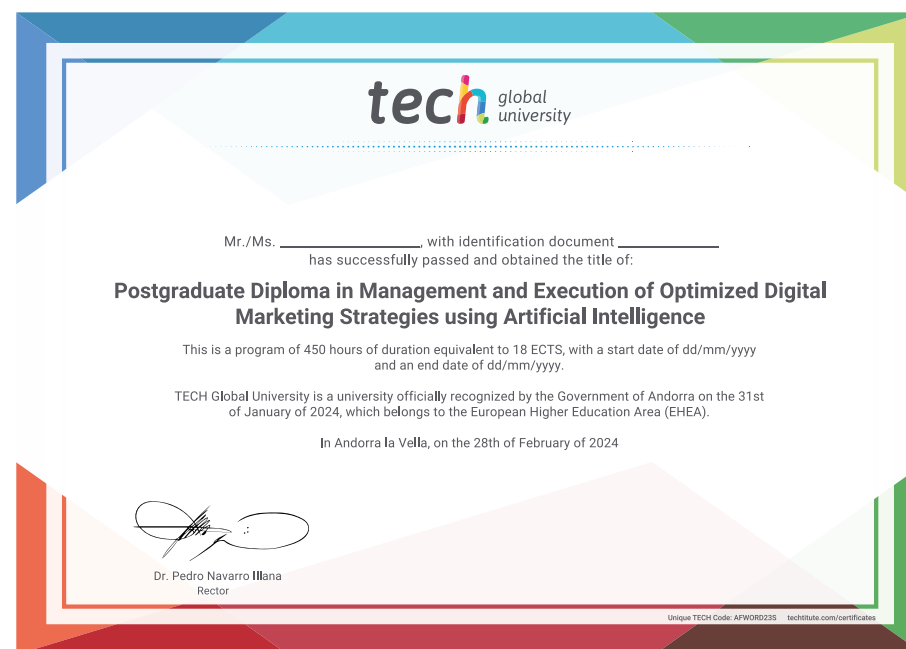 tech global
university
Mr./Ms. ____________, with identification document ____________
has successfully passed and obtained the title of:
Postgraduate Diploma in Management and Execution of Optimized Digital
Marketing Strategies using Artificial Intelligence
This is a program of 450 hours of duration equivalent to 18 ECTS, with a start date of dd/mm/yyyy
and an end date of dd/mm/yyyy.
TECH Global University is a university officially recognized by the Government of Andorra on the 31st
of January of 2024, which belongs to the European Higher Education Area (EHEA).
In Andorra la Vella, on the 28th of February of 2024
Dr. Pedro Navarro Illana
Rector
Unique TECH Code: AFWORD23S techtitute.com/certificates